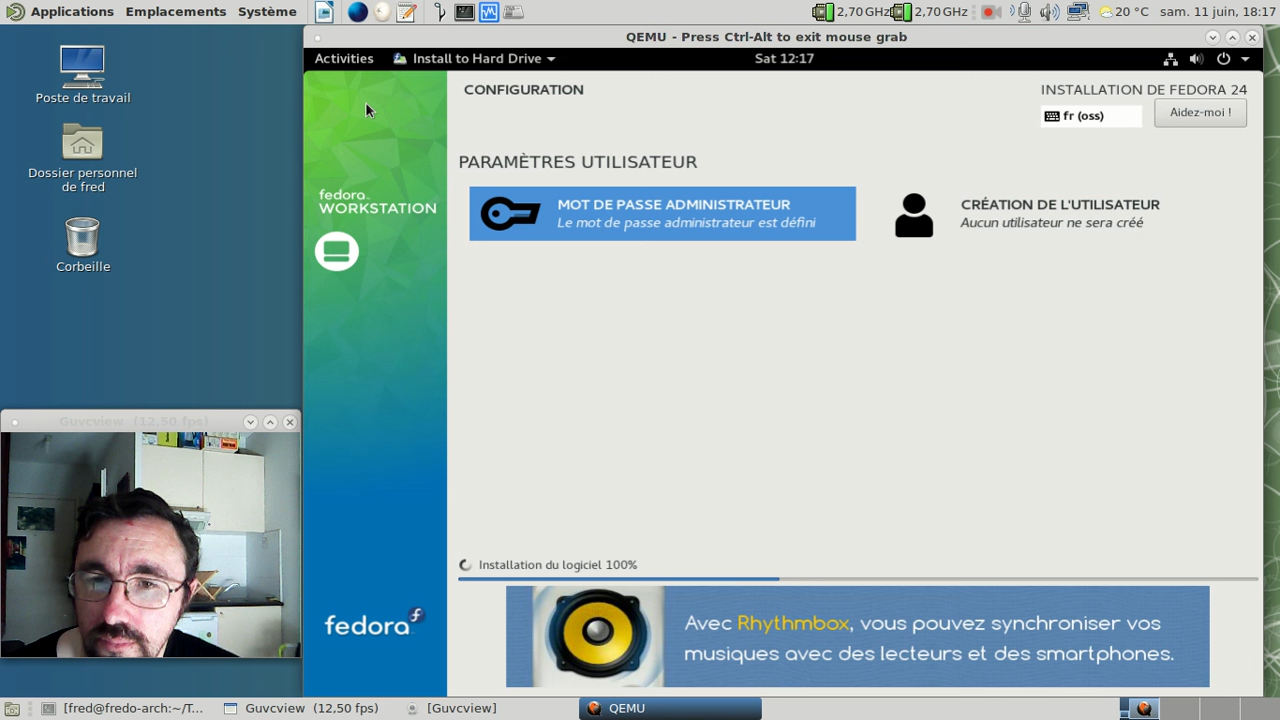 Applications Emplacements Système
2,70 GHz 2,70 GHz 20 °C sam. 11 juin, 18:17
Poste de travail
Dossier personnel
de fred
Corbeille
QEMU - Press Ctrl-Alt to exit mouse grab
Activities Install to Hard Drive Sat 12:17
CONFIGURATION
INSTALLATION DE FEDORA 24
fr (oss)
Aidez-moi !
PARAMÈTRES UTILISATEUR
fedora
WORKSTATION
MOT DE PASSE ADMINISTRATEUR
Le mot de passe administrateur est défini
CRÉATION DE L'UTILISATEUR
Aucun utilisateur ne sera créé
Guvcview (12,50 fps)
Installation du logiciel 100%
fedora
Avec Rhythmbox, vous pouvez synchroniser vos
musiques avec des lecteurs et des smartphones.
[fred@fredo-arch:~/T... Guvcview (12,50 fps) [Guvcview] QEMU